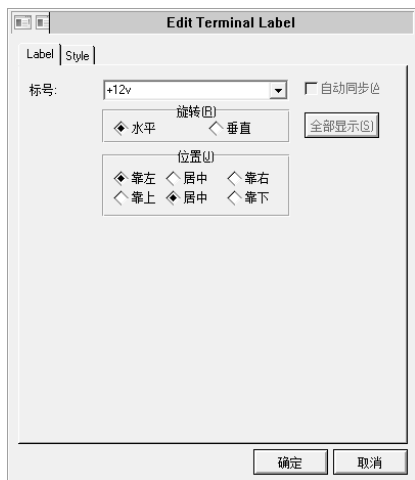 Edit Terminal Label
Label Style
标号: +12v 自动同步(A
旋转(R)
水平 垂直 全部显示(S)
位置(J)
靠左 居中 靠右
靠上 居中 靠下
确定 取消